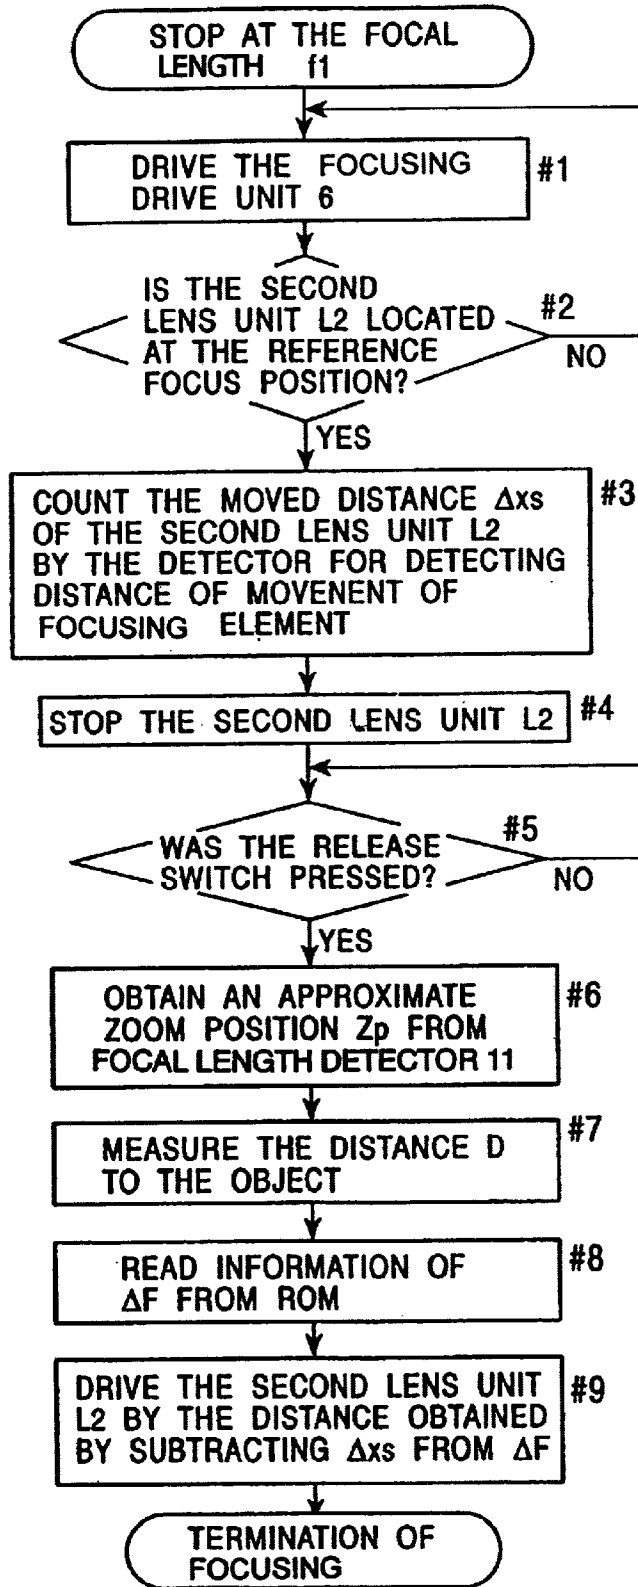 STOP AT THE FOCAL
LENGTH f1
DRIVE THE FOCUSING
DRIVE UNIT 6
#1
IS THE SECOND
LENS UNIT L2 LOCATED
AT THE REFERENCE
FOCUS POSITION?
#2
NO
YES
COUNT THE MOVED DISTANCE Δxs
OF THE SECOND LENS UNIT L2
BY THE DETECTOR FOR DETECTING
DISTANCE OF MOVENENT OF
FOCUSING ELEMENT
#3
STOP THE SECOND LENS UNIT L2
#4
WAS THE RELEASE
SWITCH PRESSED?
#5
NO
YES
OBTAIN AN APPROXIMATE
ZOOM POSITION Zp FROM
FOCAL LENGTH DETECTOR 11
#6
MEASURE THE DISTANCE D
TO THE OBJECT
#7
READ INFORMATION OF
ΔF FROM ROM
#8
DRIVE THE SECOND LENS UNIT
L2 BY THE DISTANCE OBTAINED
BY SUBTRACTING Δxs FROM ΔF
#9
TERMINATION OF
FOCUSING